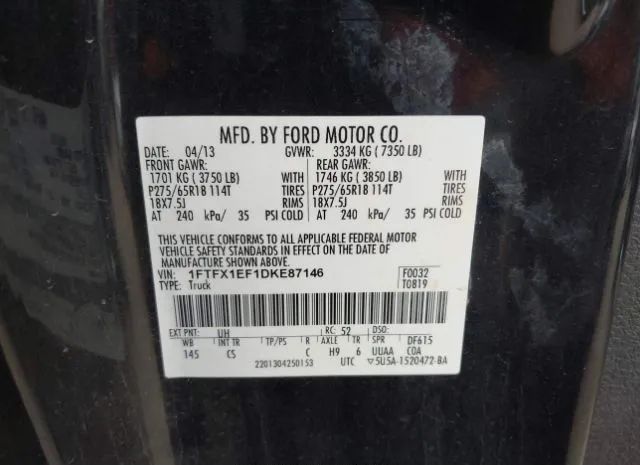 MFD. BY FORD MOTOR CO.
DATE: 04/13 GVWR: 3334 KG ( 7350 LB)
FRONT GAWR: REAR GAWR:
1701 KG ( 3750 LB) WITH 1746 KG ( 3850 LB) WITH
P275/65R18 114T TIRES P275/65R18 114T TIRES
18X7.5J RIMS 18X7.5J RIMS
AT 240 kPa/ 35 PSI COLD AT 240 kPa/ 35 PSI COLD
THIS VEHICLE CONFORMS TO ALL APPLICABLE FEDERAL MOTOR
VEHICLE SAFETY STANDARDS IN EFFECT ON THE DATE OF
MANUFACTURE SHOWN ABOVE.
VIN: 1FTFX1EF1DKE87146 F0032
TYPE: Truck T0819
EXT PNT: UH RC: 52 DSO:
WB INT TR TP/PS R AXLE TR SPR DF615
145 CS C H9 6 UUAA COA
2201304250153 UTC ▽5U5A-1520472-BA